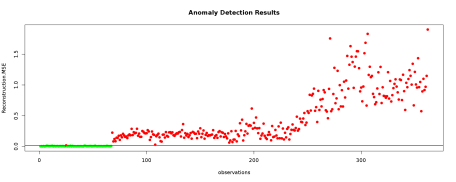 Anomaly Detection Results
Reconstruction.MSE
1.5
1.0
0.5
0.0
0 100 200 300
observations